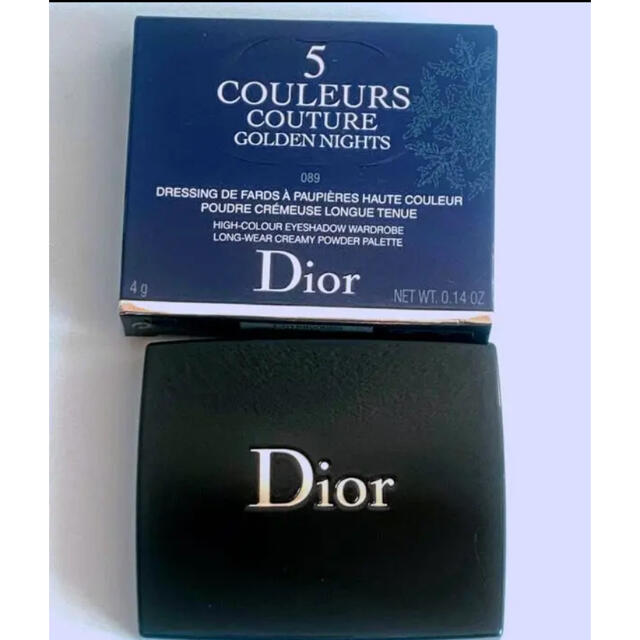 5
COULEURS
COUTURE
GOLDEN NIGHTS
089
DRESSING DE FARDS À PAUPIÈRES HAUTE COULEUR
POUDRE CRÉMEUSE LONGUE TENUE
HIGH-COLOUR EYESHADOW WARDROBE
LONG-WEAR CREAMY POWDER PALETTE
Dior
4 g
NET WT. 0.14 OZ
Dior